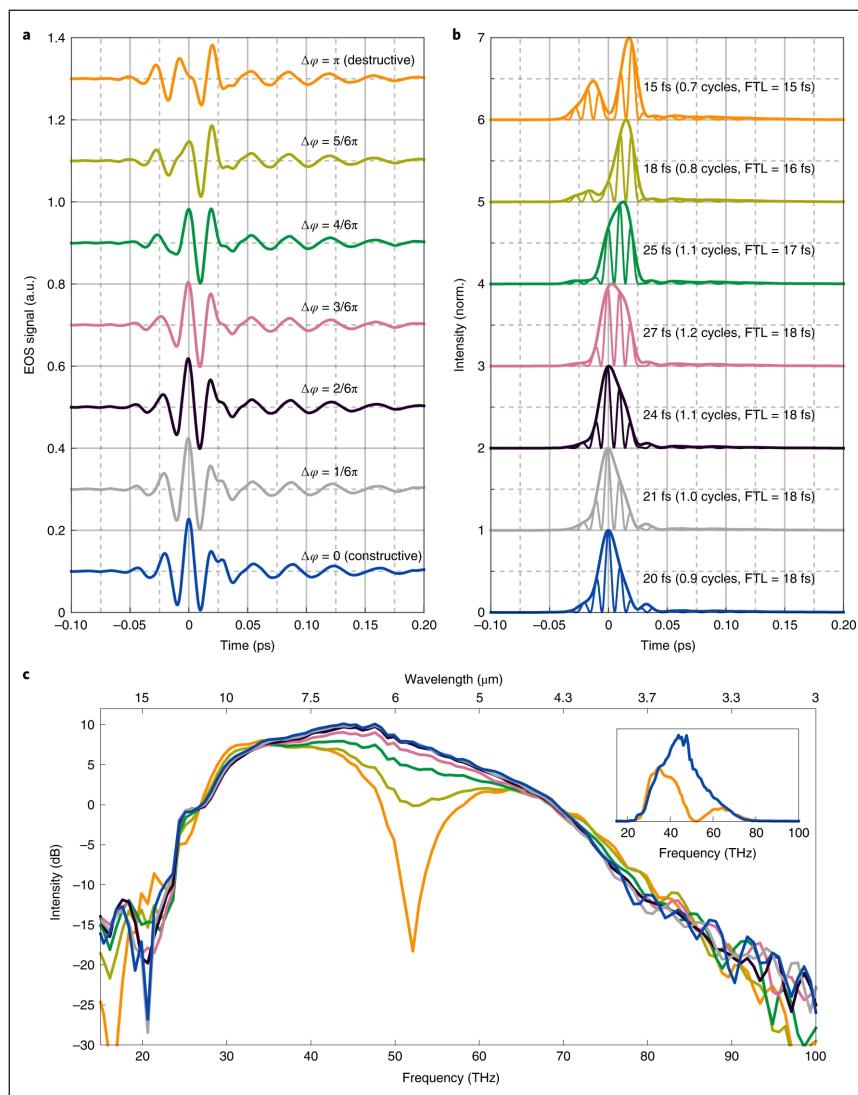 a
b
1.4
1.2
1.0
0.8
0.6
0.4
0.2
0
EOS signal (a.u.)
Δφ = π (destructive)
Δφ = 5/6π
Δφ = 4/6π
Δφ = 3/6π
Δφ = 2/6π
Δφ = 1/6π
Δφ = 0 (constructive)
–0.10 –0.05 0 0.05 0.10 0.15 0.20
Time (ps)
7
6
5
4
3
2
1
0
Intensity (norm.)
15 fs (0.7 cycles, FTL = 15 fs)
18 fs (0.8 cycles, FTL = 16 fs)
25 fs (1.1 cycles, FTL = 17 fs)
27 fs (1.2 cycles, FTL = 18 fs)
24 fs (1.1 cycles, FTL = 18 fs)
21 fs (1.0 cycles, FTL = 18 fs)
20 fs (0.9 cycles, FTL = 18 fs)
–0.10 –0.05 0 0.05 0.10 0.15 0.20
Time (ps)
c
Wavelength (μm)
15 10 7.5 6 5 4.3 3.7 3.3 3
10
5
0
–5
–10
–15
–20
–25
–30
Intensity (dB)
20 40 60 80 100
Frequency (THz)
20 30 40 50 60 70 80 90 100
Frequency (THz)